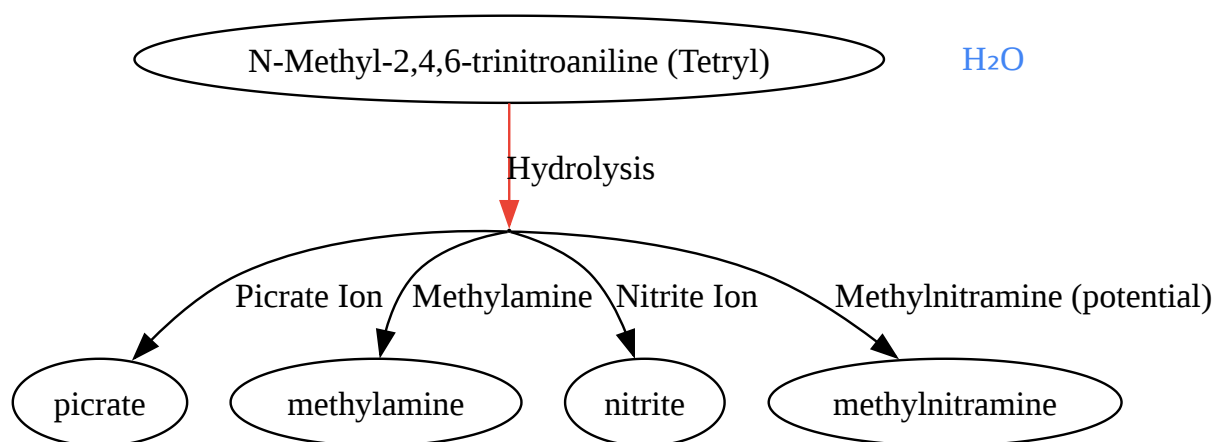 N-Methyl-2,4,6-trinitroaniline (Tetryl)
H₂O
Hydrolysis
Picrate Ion
Methylamine
Nitrite Ion
Methylnitramine (potential)
picrate
methylamine
nitrite
methylnitramine